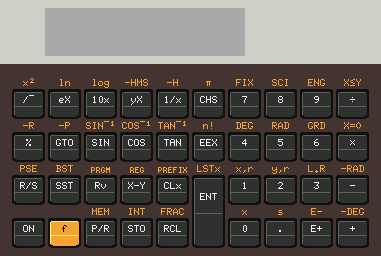 x² ln log →HMS →H π FIX SCI ENG X≤Y
√‾ eX 10x yX 1/x CHS 7 8 9 ÷
→R →P SIN⁻¹ COS⁻¹ TAN⁻¹ n! DEG RAD GRD X=0
% GTO SIN COS TAN EEX 4 5 6 ×
PSE BST PRGM REG PREFIX LSTx x̂,r y,r L.R →RAD
R/S SST Rv X-Y CLx ENT 1 2 3 -
MEM INT FRAC x s E- →DEG
ON f P/R STO RCL 0 . E+ +